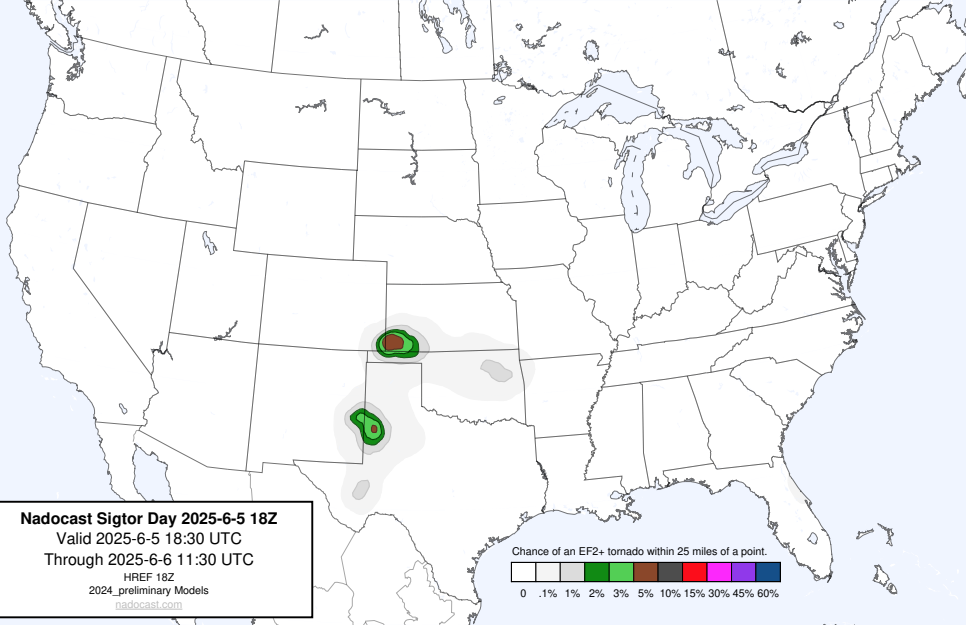 Nadocast Sigtor Day 2025-6-5 18Z
Valid 2025-6-5 18:30 UTC
Through 2025-6-6 11:30 UTC
HREF 18Z
2024_preliminary Models
nadocast.com
Chance of an EF2+ tornado within 25 miles of a point.
0 .1% 1% 2% 3% 5% 10% 15% 30% 45% 60%